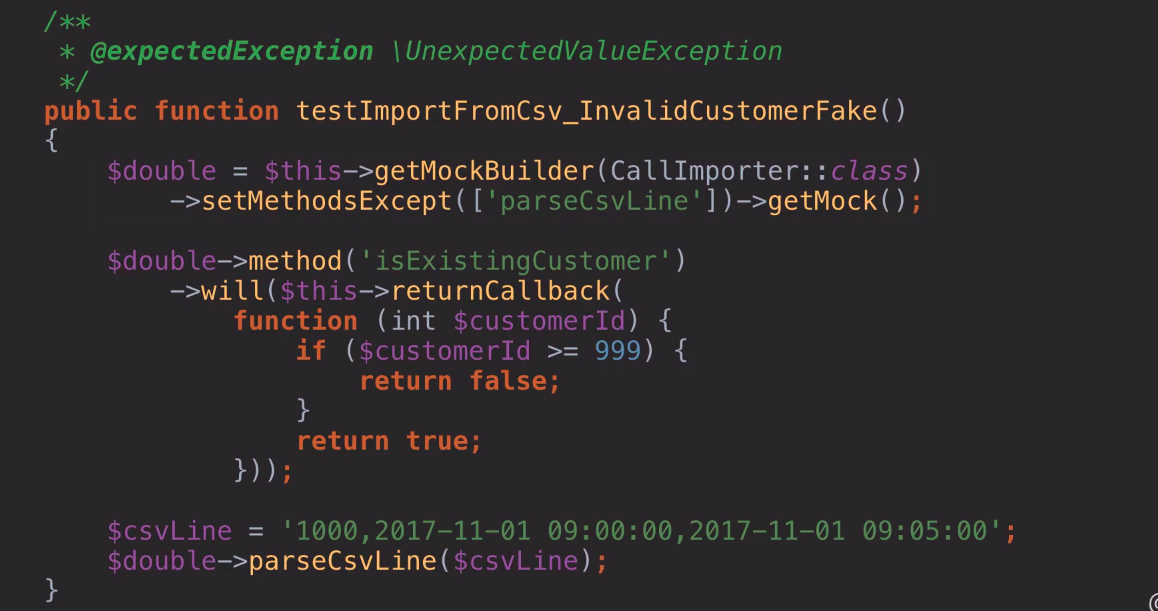 /**
 * @expectedException \UnexpectedValueException
 */
public function testImportFromCsv_InvalidCustomerFake()
{
    $double = $this->getMockBuilder(CallImporter::class)
        ->setMethodsExcept(['parseCsvLine'])->getMock();

    $double->method('isExistingCustomer')
        ->will($this->returnCallback(
            function (int $customerId) {
                if ($customerId >= 999) {
                    return false;
                }
                return true;
            }));

    $csvLine = '1000,2017-11-01 09:00:00,2017-11-01 09:05:00';
    $double->parseCsvLine($csvLine);
}